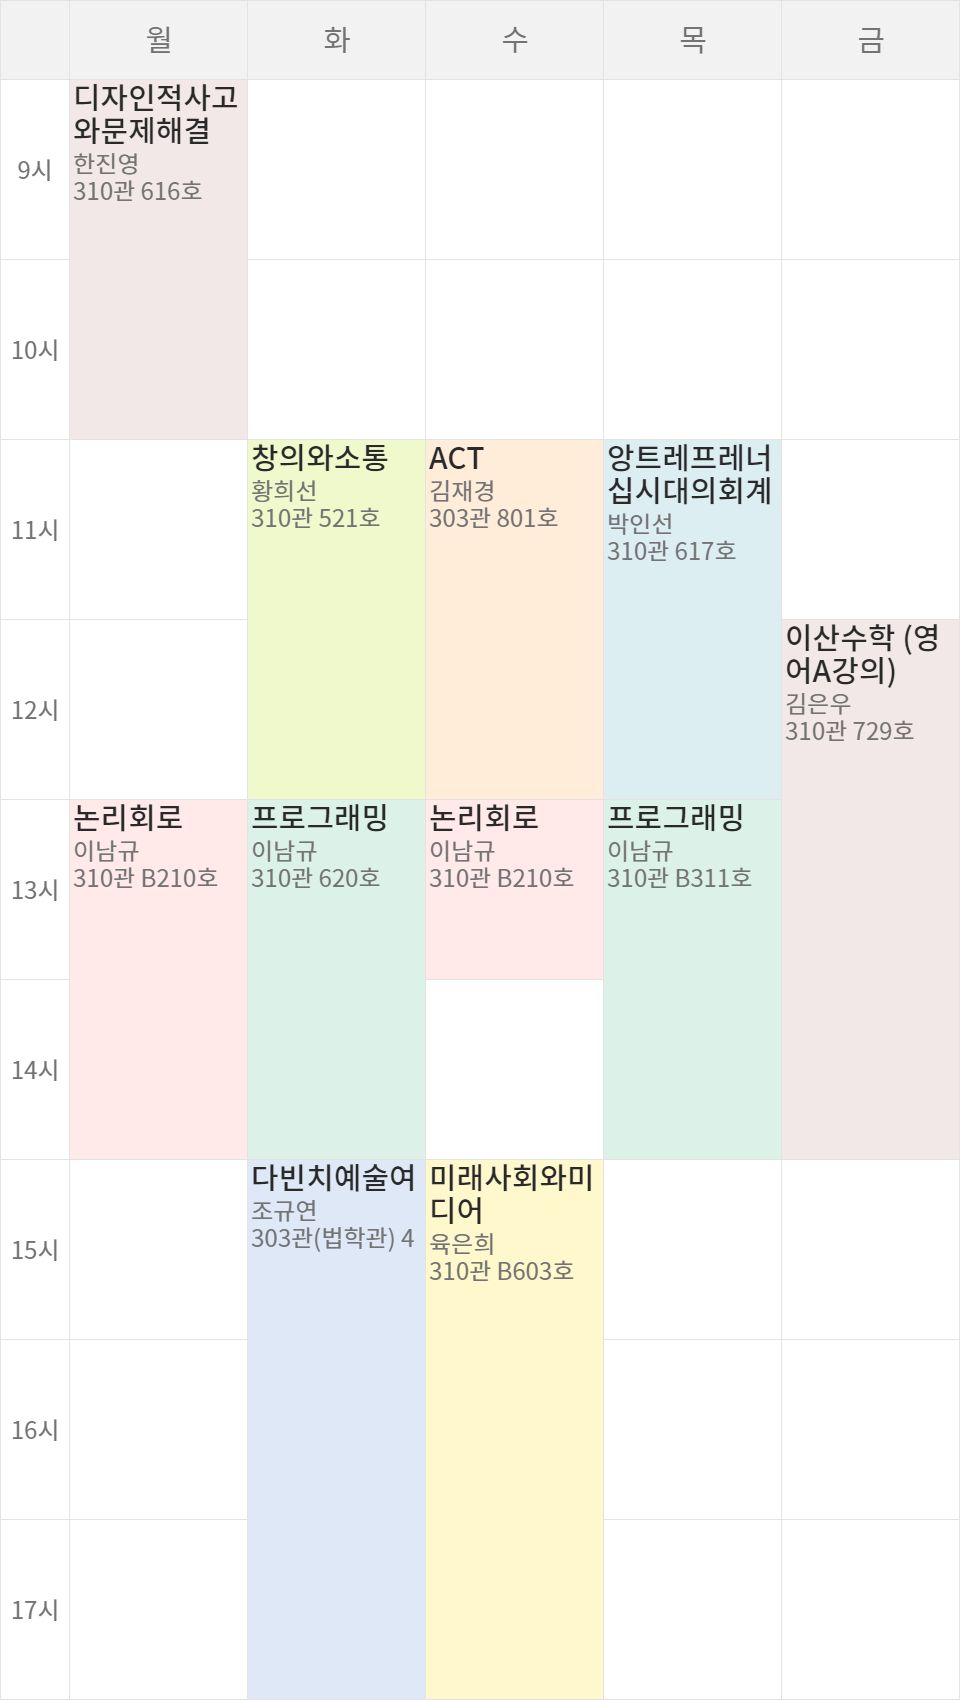 월 화 수 목 금
9시
디자인적사고
와문제해결
한진영
310관 616호
10시
11시
창의와소통
황희선
310관 521호
ACT
김재경
303관 801호
앙트레프레너
십시대의회계
박인선
310관 617호
12시
이산수학 (영
어A강의)
김은우
310관 729호
13시
논리회로
이남규
310관 B210호
프로그래밍
이남규
310관 620호
논리회로
이남규
310관 B210호
프로그래밍
이남규
310관 B311호
14시
15시
다빈치예술여
조규연
303관(법학관) 4
미래사회와미
디어
육은희
310관 B603호
16시
17시